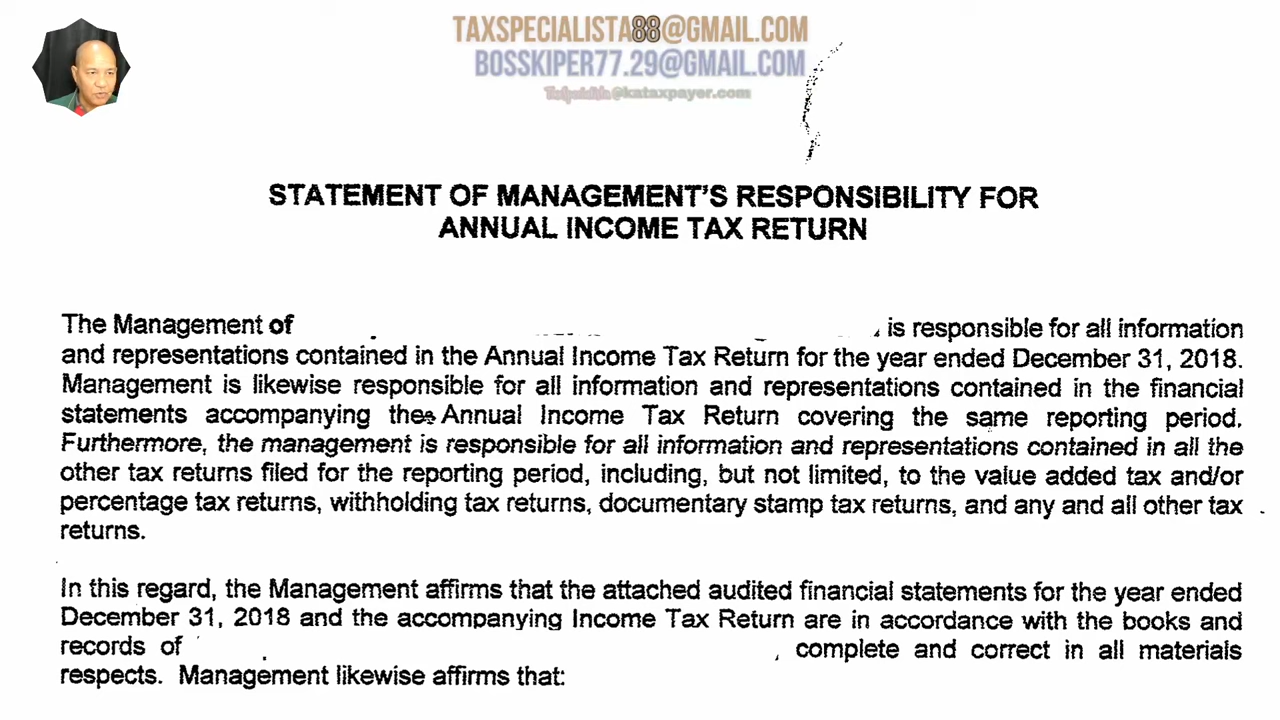 TAXSPECIALISTA88@GMAIL.COM
BOSSKIPER77.29@GMAIL.COM
@kataxpayer.com
STATEMENT OF MANAGEMENT'S RESPONSIBILITY FOR
ANNUAL INCOME TAX RETURN
The Management of , is responsible for all information
and representations contained in the Annual Income Tax Return for the year ended December 31, 2018.
Management is likewise responsible for all information and representations contained in the financial
statements accompanying thes Annual Income Tax Return covering the same reporting period.
Furthermore, the management is responsible for all information and representations contained in all the
other tax returns filed for the reporting period, including, but not limited, to the value added tax and/or
percentage tax returns, withholding tax returns, documentary stamp tax returns, and any and all other tax
returns.
In this regard, the Management affirms that the attached audited financial statements for the year ended
December 31, 2018 and the accompanying Income Tax Return are in accordance with the books and
records of , complete and correct in all materials
respects. Management likewise affirms that: